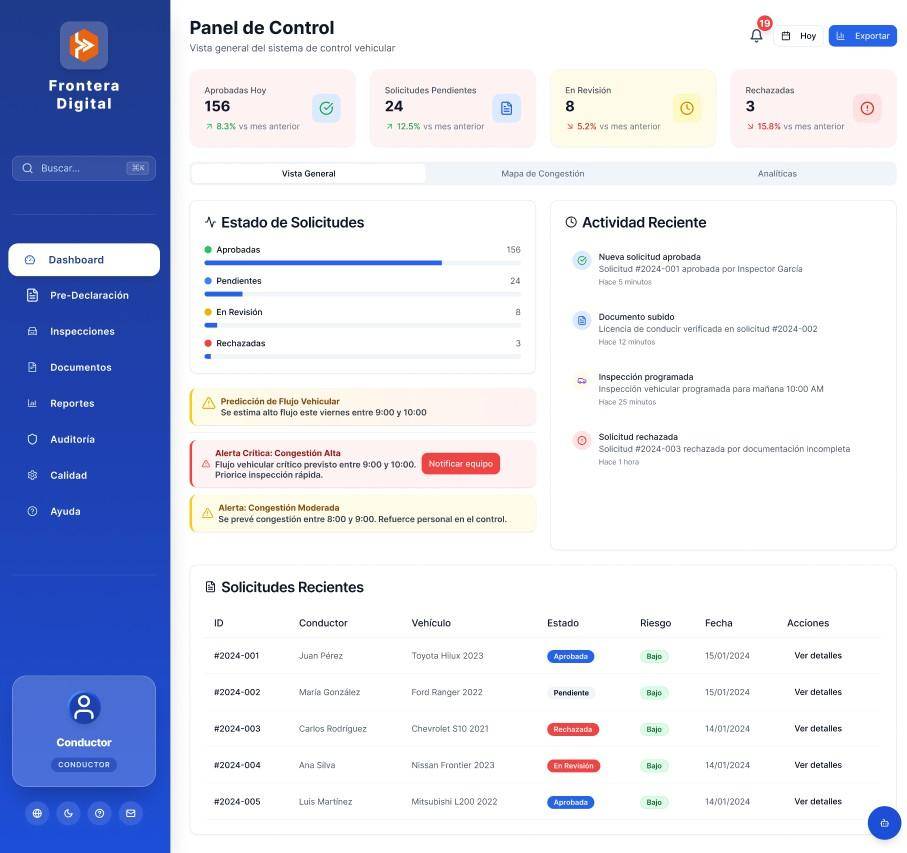 Frontera
Digital
Buscar...
⌘K
Dashboard
Pre-Declaración
Inspecciones
Documentos
Reportes
Auditoría
Calidad
Ayuda
Conductor
CONDUCTOR
Panel de Control
Vista general del sistema de control vehicular
19
Hoy
Exportar
Aprobadas Hoy
156
↗ 8.3% vs mes anterior
Solicitudes Pendientes
24
↗ 12.5% vs mes anterior
En Revisión
8
↘ 5.2% vs mes anterior
Rechazadas
3
↘ 15.8% vs mes anterior
Vista General
Mapa de Congestión
Analíticas
Estado de Solicitudes
Aprobadas 156
Pendientes 24
En Revisión 8
Rechazadas 3
Predicción de Flujo Vehicular
Se estima alto flujo este viernes entre 9:00 y 10:00
Alerta Crítica: Congestión Alta
Flujo vehicular crítico previsto entre 9:00 y 10:00.
Priorice inspección rápida.
Notificar equipo
Alerta: Congestión Moderada
Se prevé congestión entre 8:00 y 9:00. Refuerce personal en el control.
Actividad Reciente
Nueva solicitud aprobada
Solicitud #2024-001 aprobada por Inspector García
Hace 5 minutos
Documento subido
Licencia de conducir verificada en solicitud #2024-002
Hace 12 minutos
Inspección programada
Inspección vehicular programada para mañana 10:00 AM
Hace 25 minutos
Solicitud rechazada
Solicitud #2024-003 rechazada por documentación incompleta
Hace 1 hora
Solicitudes Recientes
ID Conductor Vehículo Estado Riesgo Fecha Acciones
#2024-001 Juan Pérez Toyota Hilux 2023 Aprobada Bajo 15/01/2024 Ver detalles
#2024-002 María González Ford Ranger 2022 Pendiente Bajo 15/01/2024 Ver detalles
#2024-003 Carlos Rodríguez Chevrolet S10 2021 Rechazada Bajo 14/01/2024 Ver detalles
#2024-004 Ana Silva Nissan Frontier 2023 En Revisión Bajo 14/01/2024 Ver detalles
#2024-005 Luis Martínez Mitsubishi L200 2022 Aprobada Bajo 14/01/2024 Ver detalles